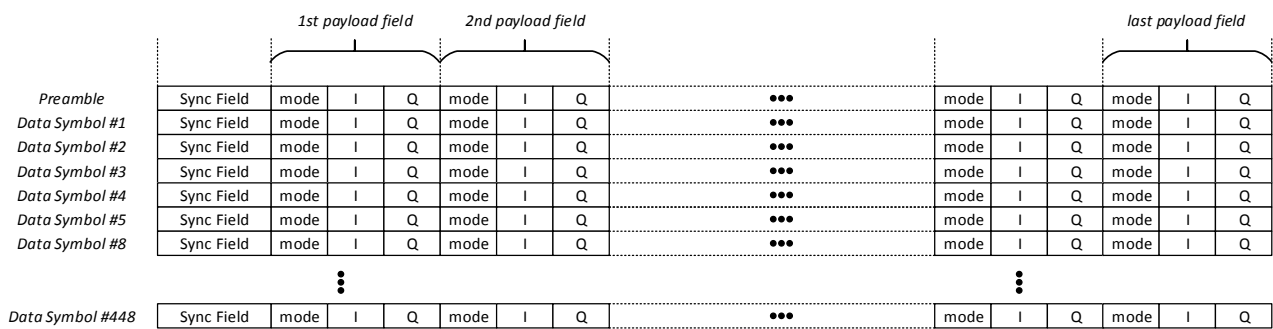 1st payload field 2nd payload field last payload field
Preamble Sync Field mode I Q mode I Q ••• mode I Q mode I Q
Data Symbol #1 Sync Field mode I Q mode I Q ••• mode I Q mode I Q
Data Symbol #2 Sync Field mode I Q mode I Q ••• mode I Q mode I Q
Data Symbol #3 Sync Field mode I Q mode I Q ••• mode I Q mode I Q
Data Symbol #4 Sync Field mode I Q mode I Q ••• mode I Q mode I Q
Data Symbol #5 Sync Field mode I Q mode I Q ••• mode I Q mode I Q
Data Symbol #8 Sync Field mode I Q mode I Q ••• mode I Q mode I Q
Data Symbol #448 Sync Field mode I Q mode I Q ••• mode I Q mode I Q